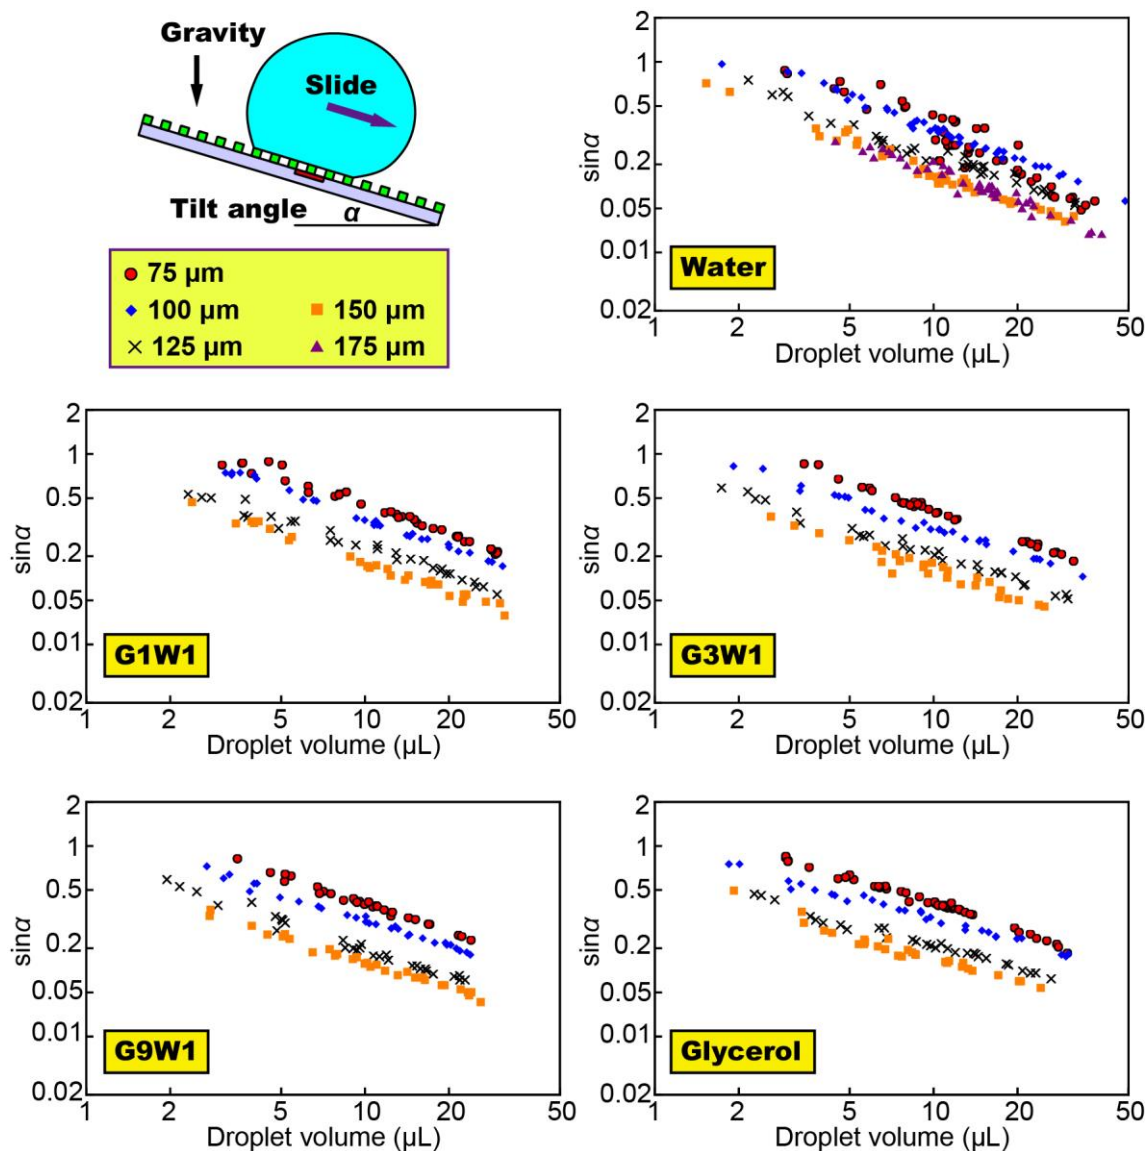 Gravity
Slide
Tilt angle
α
75 µm
100 µm
150 µm
125 µm
175 µm
2
1
0.5
0.2
0.05
0.01
0.02
sinα
Water
1 2 5 10 20 50
Droplet volume (µL)
2
1
0.5
0.2
0.05
0.01
0.02
sinα
G1W1
1 2 5 10 20 50
Droplet volume (µL)
2
1
0.5
0.2
0.05
0.01
0.02
sinα
G3W1
1 2 5 10 20 50
Droplet volume (µL)
2
1
0.5
0.2
0.05
0.01
0.02
sinα
G9W1
1 2 5 10 20 50
Droplet volume (µL)
2
1
0.5
0.2
0.05
0.01
0.02
sinα
Glycerol
1 2 5 10 20 50
Droplet volume (µL)